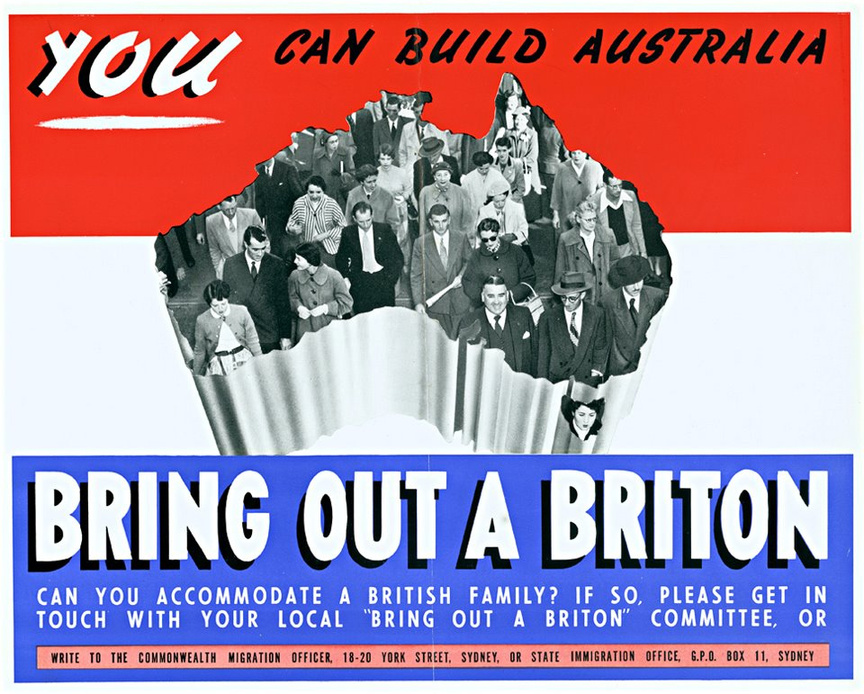 YOU CAN BUILD AUSTRALIA
BRING OUT A BRITON
CAN YOU ACCOMMODATE A BRITISH FAMILY? IF SO, PLEASE GET IN
TOUCH WITH YOUR LOCAL "BRING OUT A BRITON" COMMITTEE, OR
WRITE TO THE COMMONWEALTH MIGRATION OFFICER, 18-20 YORK STREET, SYDNEY, OR STATE IMMIGRATION OFFICE, G.P.O. BOX 11, SYDNEY